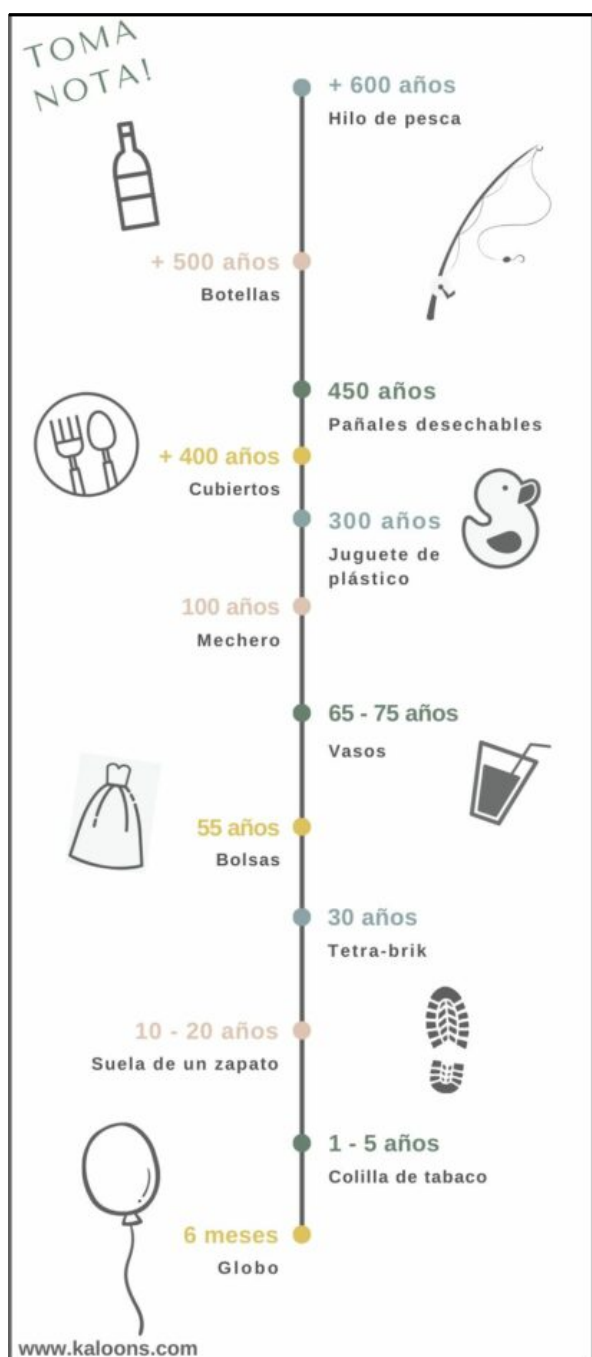 TOMA
NOTA!
+ 600 años
Hilo de pesca
+ 500 años
Botellas
450 años
Pañales desechables
+ 400 años
Cubiertos
300 años
Juguete de
plástico
100 años
Mechero
65 - 75 años
Vasos
55 años
Bolsas
30 años
Tetra-brik
10 - 20 años
Suela de un zapato
1 - 5 años
Colilla de tabaco
6 meses
Globo
www.kaloons.com